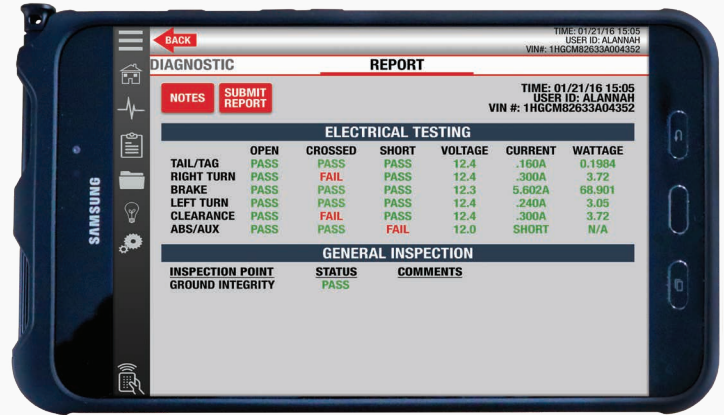 TIME: 01/21/16 15:05
BACK
USER ID: ALANNAH
VIN#: 1HGCM82633A004352
DIAGNOSTIC REPORT
NOTES
SUBMIT
REPORT
TIME: 01/21/16 15:05
USER ID: ALANNAH
VIN #: 1HGCM82633A04352
ELECTRICAL TESTING
OPEN CROSSED SHORT VOLTAGE CURRENT WATTAGE
TAIL/TAG PASS PASS PASS 12.4 .160A 0.1984
RIGHT TURN PASS FAIL PASS 12.4 .300A 3.72
BRAKE PASS PASS PASS 12.3 5.602A 68.901
LEFT TURN PASS PASS PASS 12.4 .240A 3.05
CLEARANCE PASS FAIL PASS 12.4 .300A 3.72
ABS/AUX PASS PASS FAIL 12.0 SHORT N/A
GENERAL INSPECTION
INSPECTION POINT STATUS COMMENTS
GROUND INTEGRITY PASS
SAMSUNG